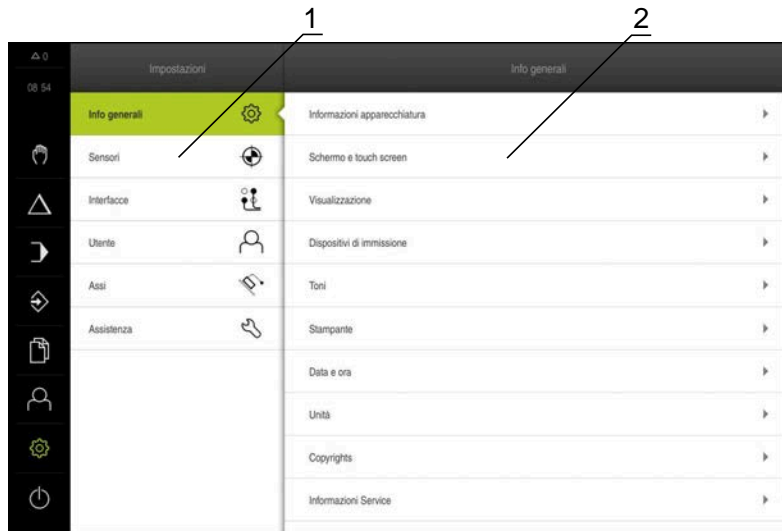 1
2
0
08 54
Impostazioni
Info generali
Info generali
Sensori
Interfacce
Utente
Assi
Assistenza
Informazioni apparecchiatura
Schermo e touch screen
Visualizzazione
Dispositivi di immissione
Toni
Stampante
Data e ora
Unità
Copyrights
Informazioni Service